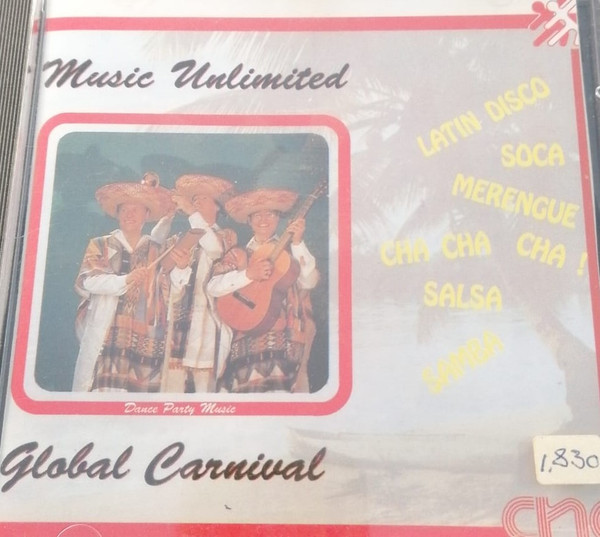 Music Unlimited
LATIN DISCO
SOCA
MERENGUE
CHA CHA CHA !
SALSA
SAMBA
Dance Party Music
Global Carnival
1,830